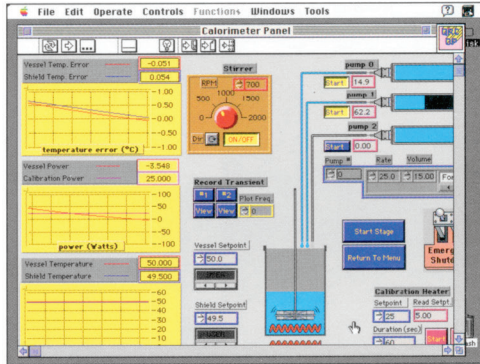 File Edit Operate Controls Functions Windows Tools
Calorimeter Panel
Vessel Temp. Error -0.051
Shield Temp. Error 0.054
1.00
0.50
0.00
-0.50
-1.00
temperature error (°C)
Vessel Power -3.548
Calibration Power 25.000
100
50
0
-50
-100
power (Watts)
Vessel Temperature 50.000
Shield Temperature 49.500
60
50
40
30
20
10
Stirrer
RPM 700
500 1000 1500
0 2000
Dir ON/OFF
Record Transient
#1 #2 Plot Freq.
View View 0
Vessel Setpoint
50.0
Shield Setpoint
49.5
pump 0
Start 14.9
pump 1
Start 62.2
pump 2
Start 0.00
Pump # Rate Volume
0 25.0 15.00 For
Start Stage
Return To Menu
Emerg
Shut
Calibration Heater
Setpoint Read Setpt.
25 5.00
Duration (sec)
60 Start